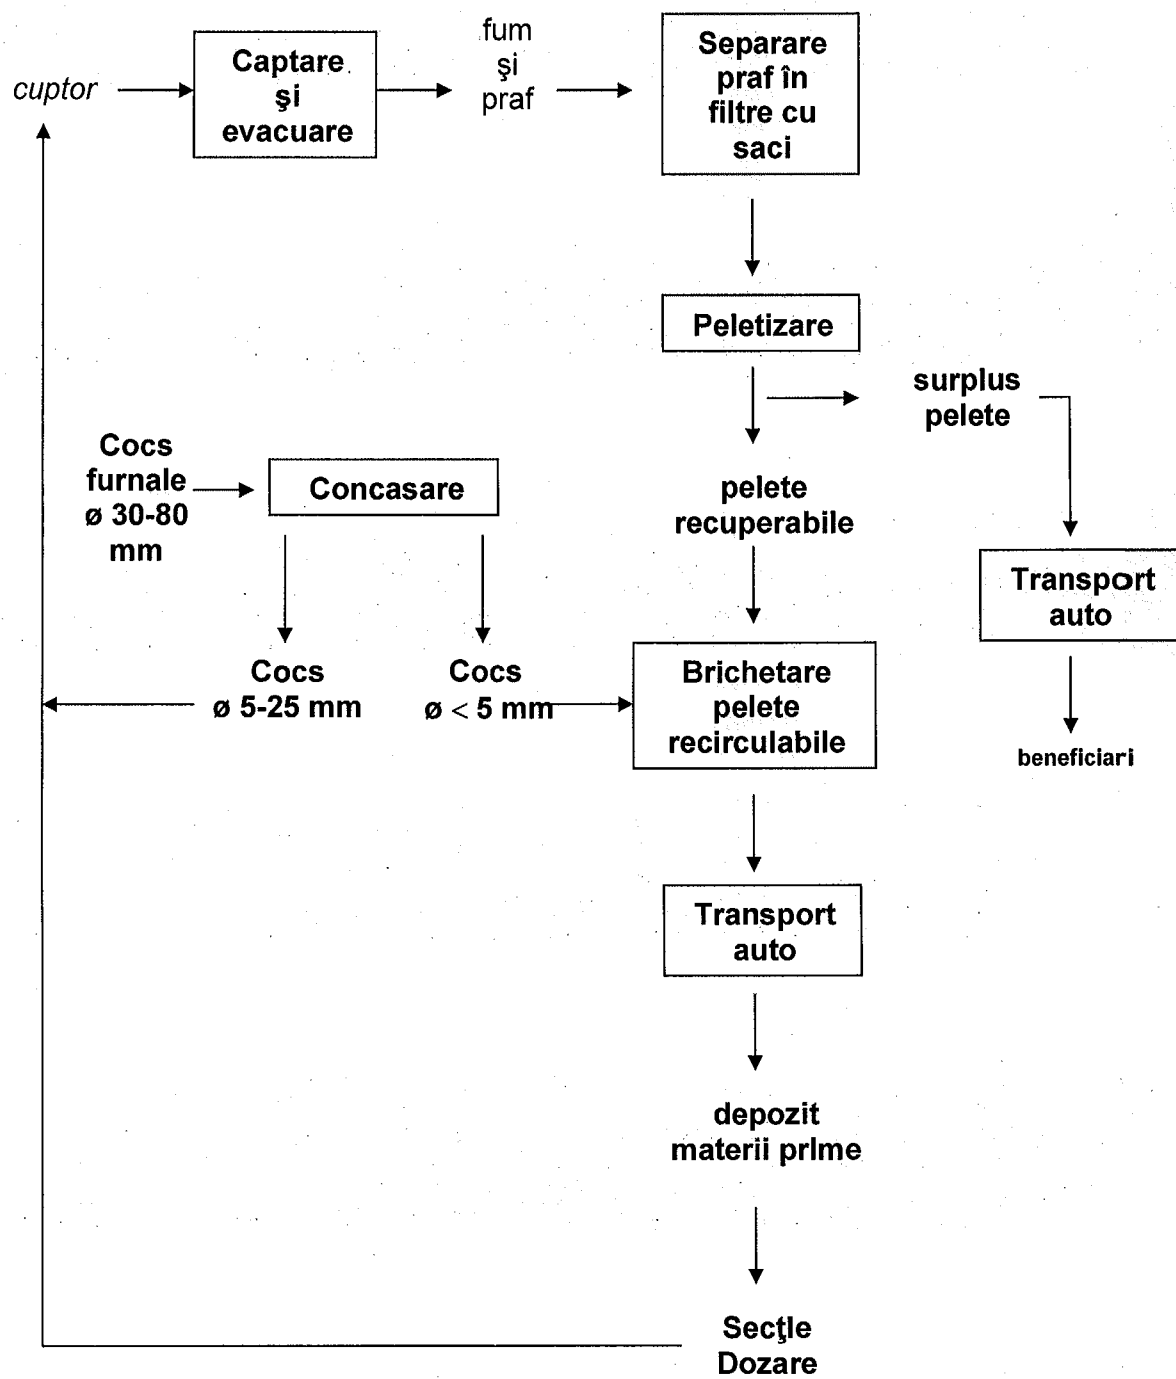 cuptor
Captare
şi
evacuare
fum
şi
praf
Separare
praf în
filtre cu
saci
Peletizare
surplus
pelete
Cocs
furnale
ø 30-80
mm
Concasare
pelete
recuperabile
Transport
auto
Cocs
ø 5-25 mm
Cocs
ø < 5 mm
Brichetare
pelete
recirculabile
beneficiari
Transport
auto
depozit
materii prIme
Secţle
Dozare